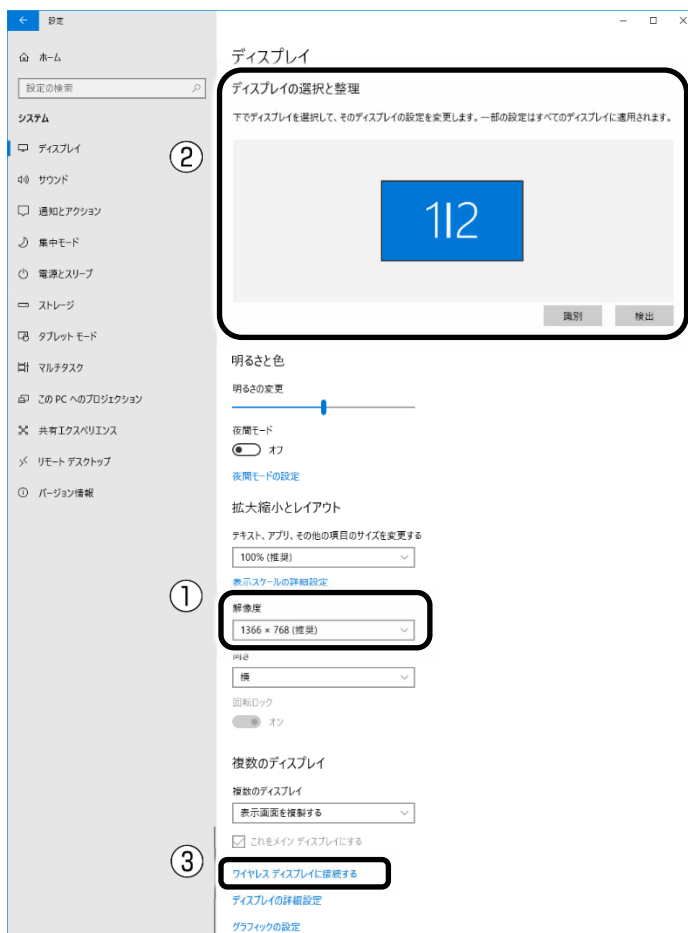 設定
ホーム
設定の検索
システム
ディスプレイ
サウンド
通知とアクション
集中モード
電源とスリープ
ストレージ
タブレット モード
マルチタスク
この PC へのプロジェクション
共有エクスペリエンス
リモート デスクトップ
バージョン情報
ディスプレイ
②
ディスプレイの選択と整理
下でディスプレイを選択して、そのディスプレイの設定を変更します。一部の設定はすべてのディスプレイに適用されます。
1|2
識別 検出
明るさと色
明るさの変更
夜間モード
オフ
夜間モードの設定
拡大縮小とレイアウト
テキスト、アプリ、その他の項目のサイズを変更する
100% (推奨)
表示スケールの詳細設定
①
解像度
1366 × 768 (推奨)
向き
横
回転ロック
オン
複数のディスプレイ
複数のディスプレイ
表示画面を複製する
これをメイン ディスプレイにする
③
ワイヤレス ディスプレイに接続する
ディスプレイの詳細設定
グラフィックの設定